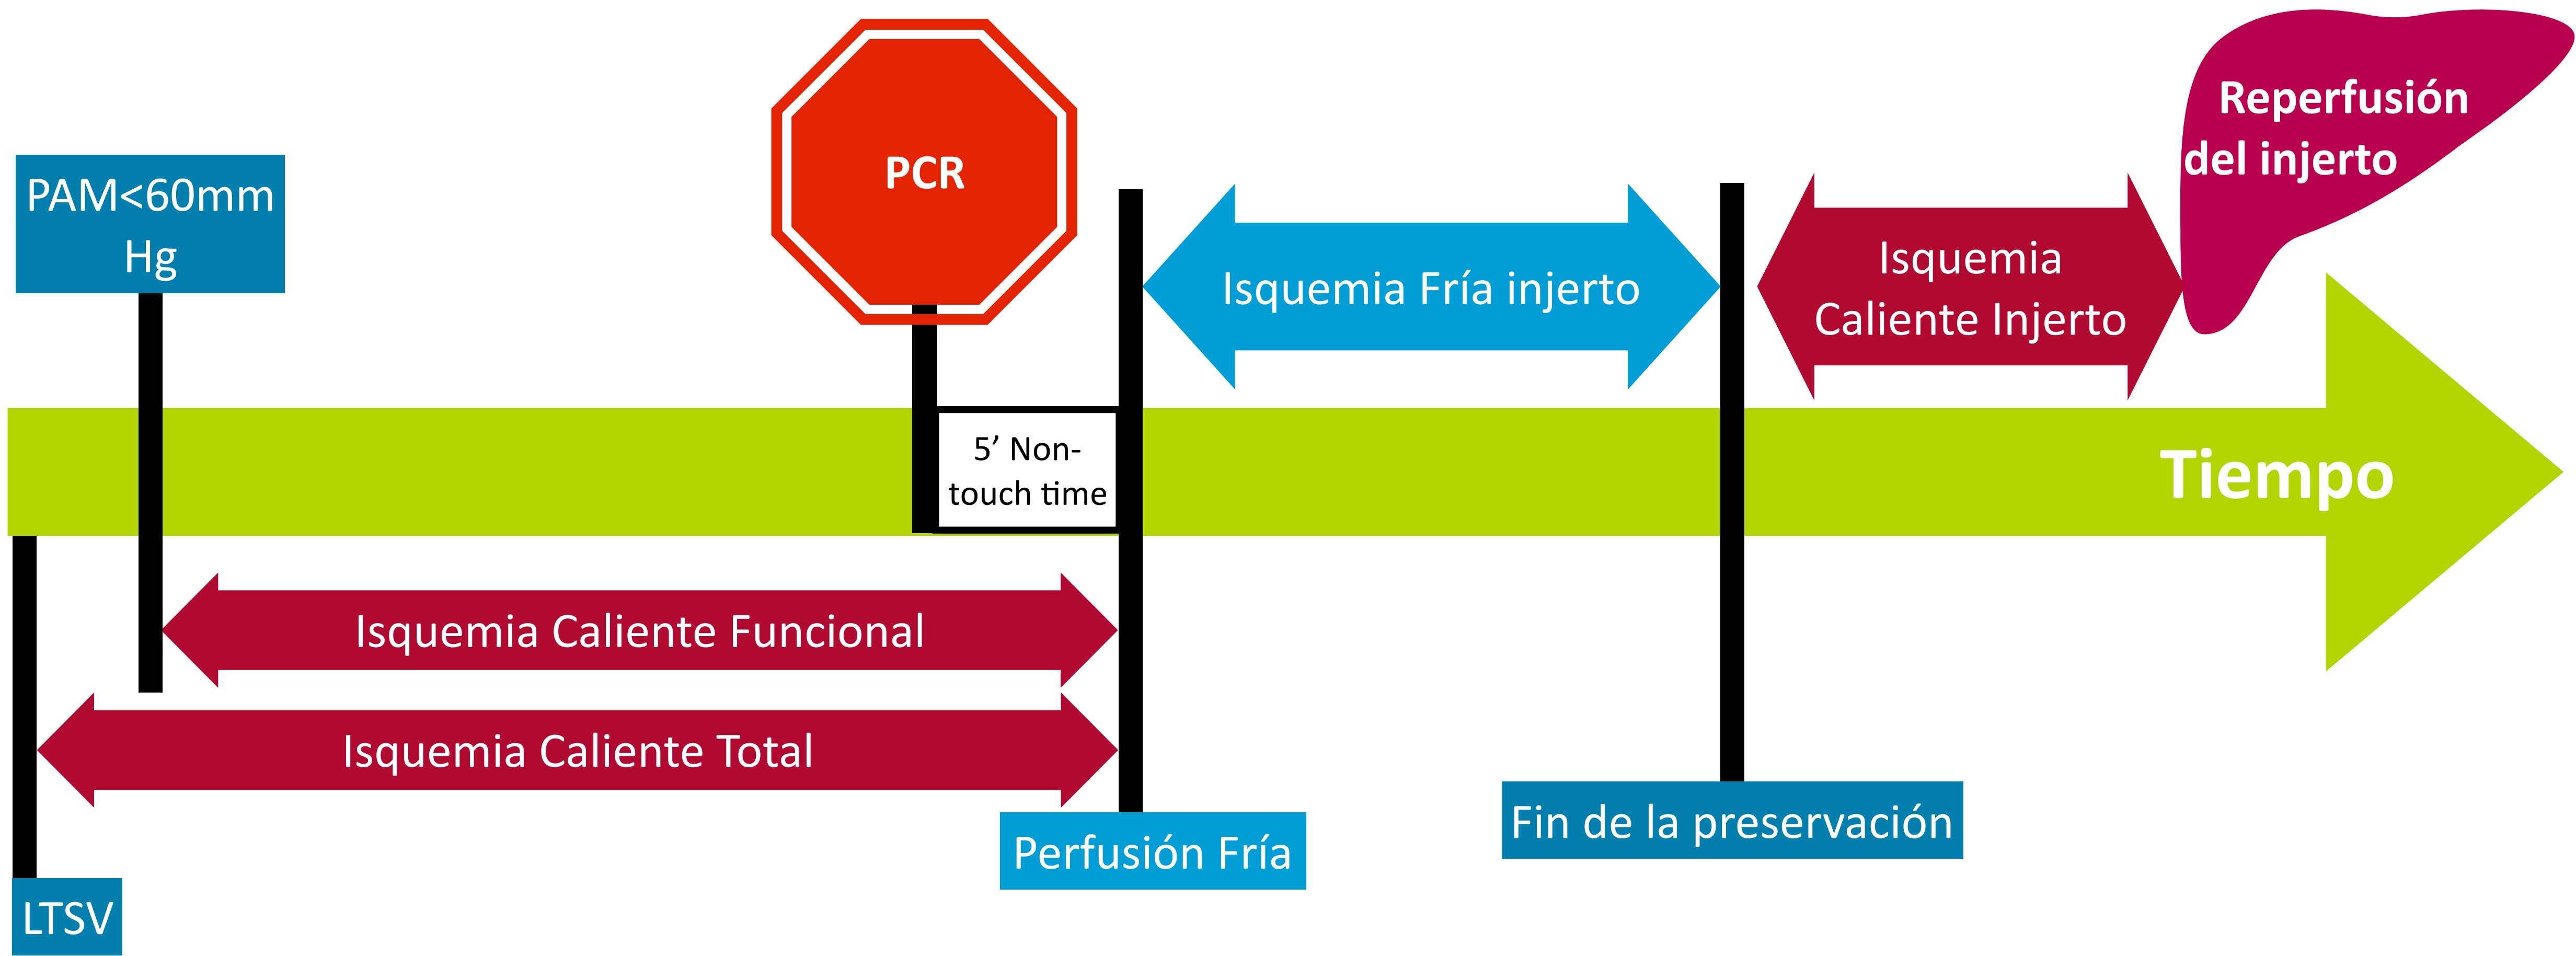 PAM<60mm
Hg
PCR
Isquemia Fría injerto
Isquemia
Caliente Injerto
Reperfusión
del injerto
5’ Non-
touch time
Tiempo
Isquemia Caliente Funcional
Isquemia Caliente Total
Perfusión Fría
Fin de la preservación
LTSV